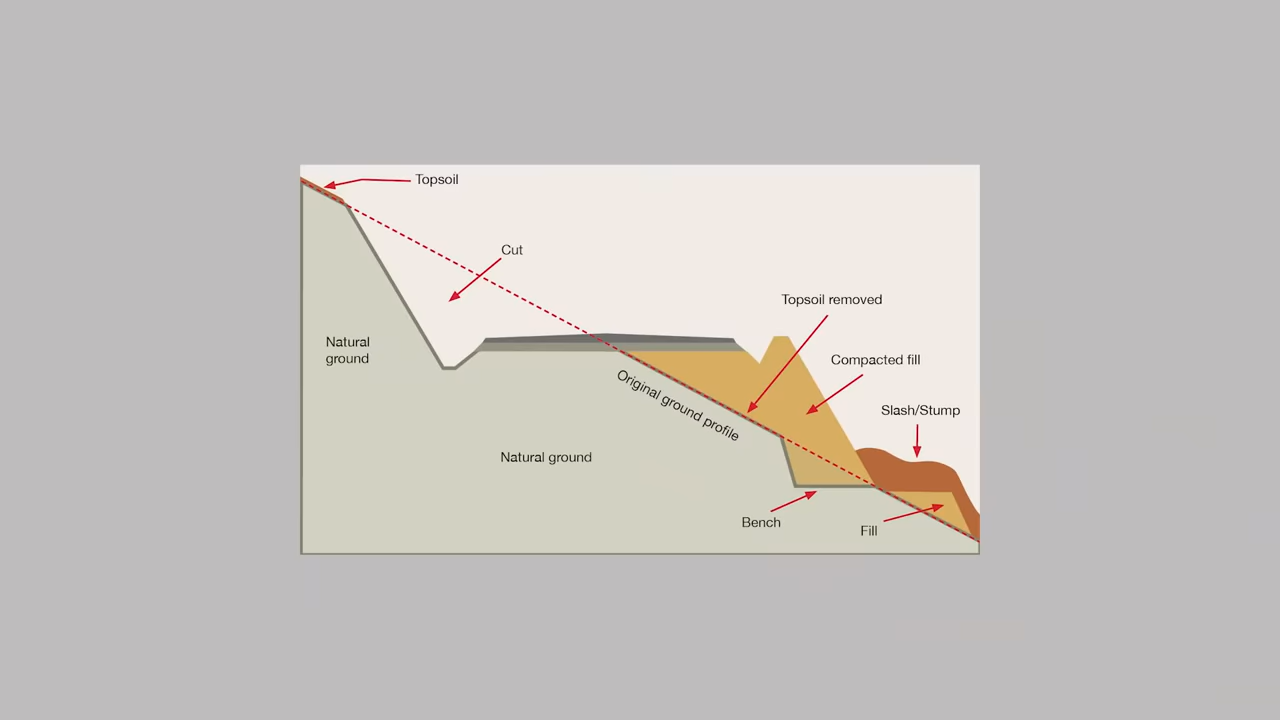 Topsoil
Cut
Topsoil removed
Natural
ground
Compacted fill
Original ground profile
Slash/Stump
Natural ground
Bench
Fill